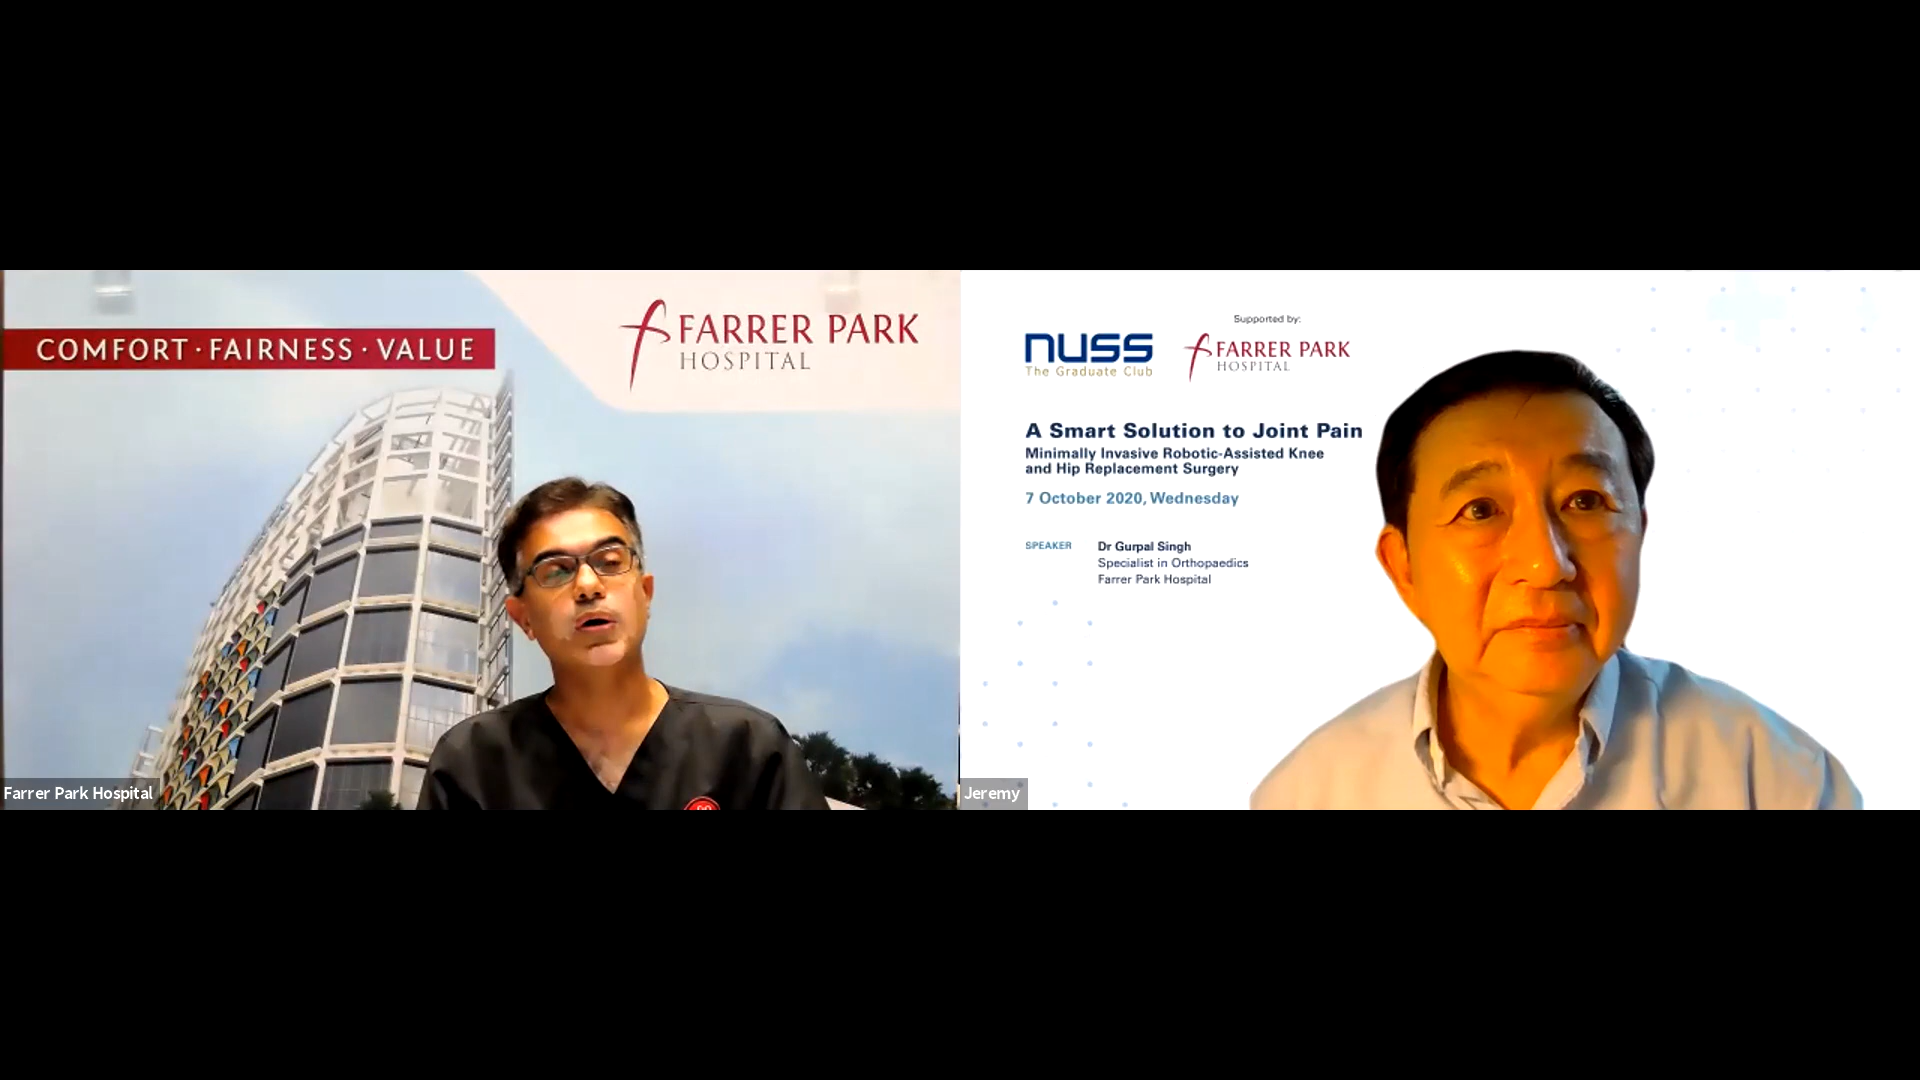 COMFORT · FAIRNESS · VALUE
FARRER PARK
HOSPITAL
Farrer Park Hospital
Supported by:
NUSS
The Graduate Club
FARRER PARK
HOSPITAL
A Smart Solution to Joint Pain
Minimally Invasive Robotic-Assisted Knee
and Hip Replacement Surgery
7 October 2020, Wednesday
SPEAKER
Dr Gurpal Singh
Specialist in Orthopaedics
Farrer Park Hospital
Jeremy